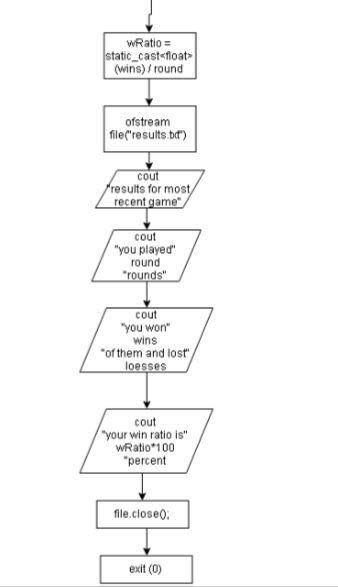 wRatio =
static_cast<float>
(wins) / round
ofstream
file("results.txt")
cout
"results for most
recent game"
cout
"you played"
round
"rounds"
cout
"you won"
wins
"of them and lost"
loesses
cout
"your win ratio is"
wRatio*100
"percent
file.close();
exit (0)